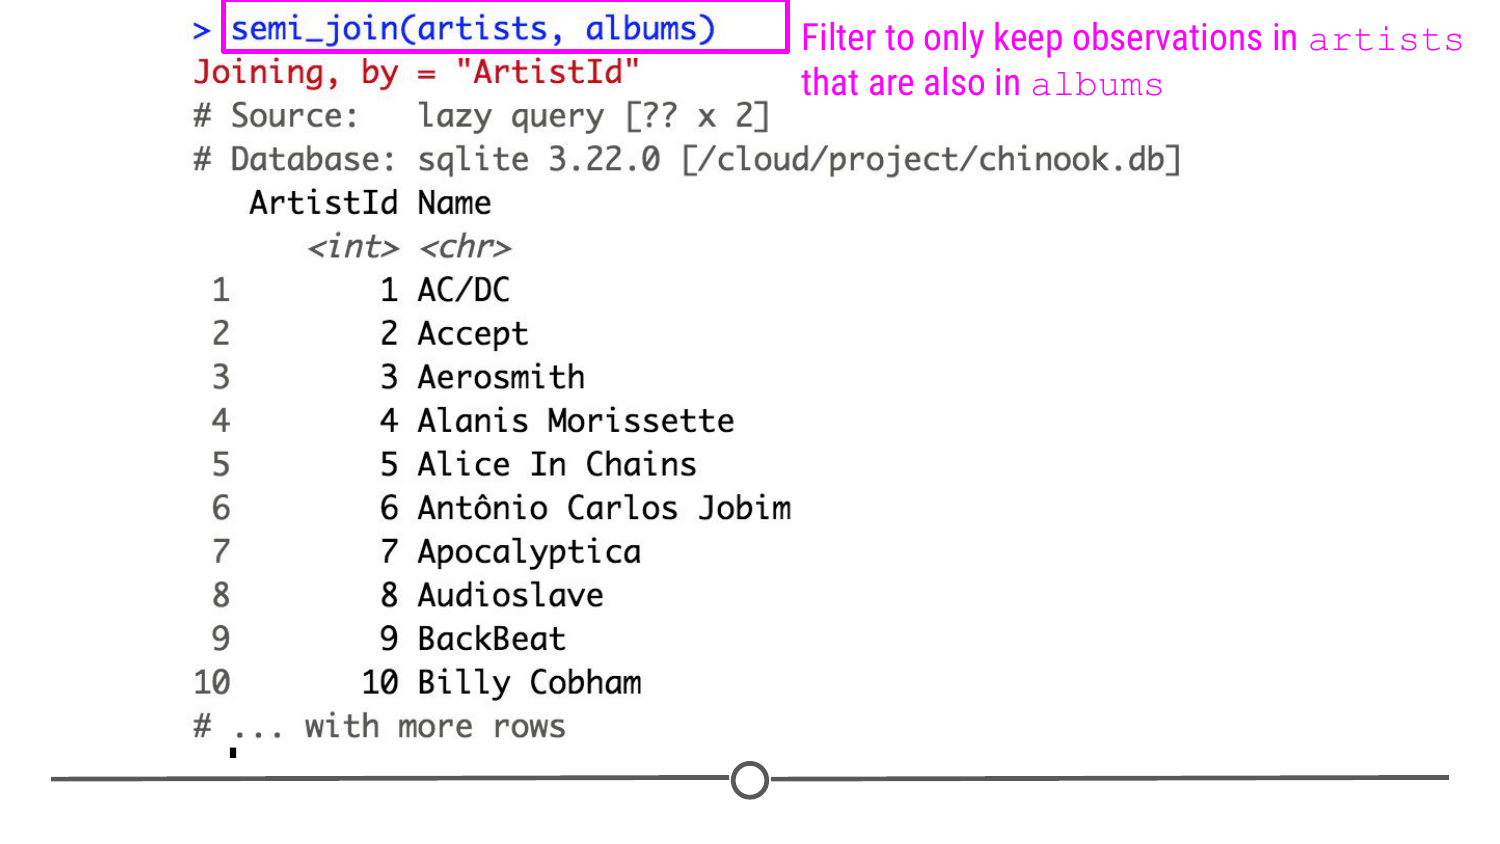 > semi_join(artists, albums)
Filter to only keep observations in artists
that are also in albums
Joining, by = "ArtistId"
# Source:   lazy query [?? x 2]
# Database: sqlite 3.22.0 [/cloud/project/chinook.db]
   ArtistId Name
      <int> <chr>
 1        1 AC/DC
 2        2 Accept
 3        3 Aerosmith
 4        4 Alanis Morissette
 5        5 Alice In Chains
 6        6 Antônio Carlos Jobim
 7        7 Apocalyptica
 8        8 Audioslave
 9        9 BackBeat
10       10 Billy Cobham
# ... with more rows